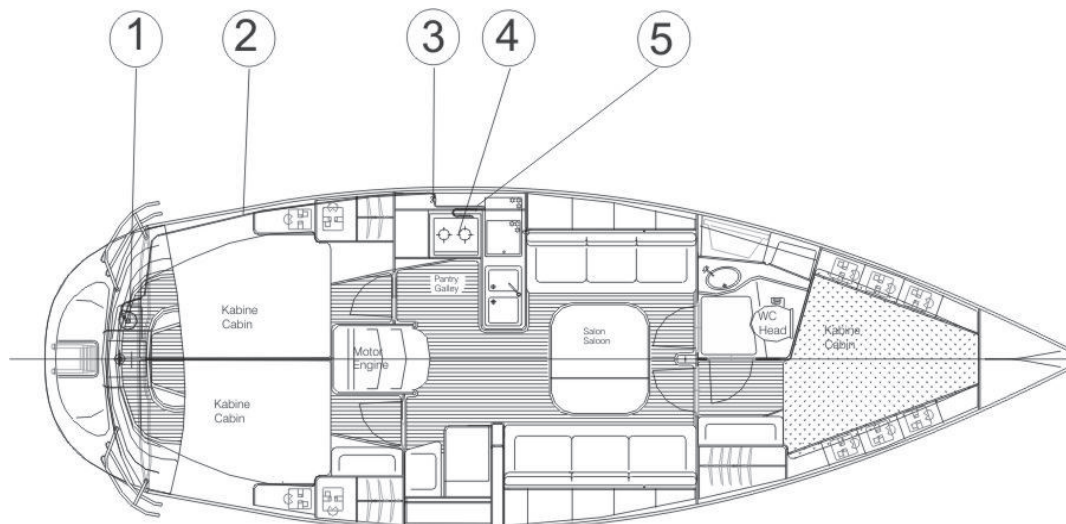 1
2
3
4
5
Pantry
Galley
Kabine
Cabin
Salon
Saloon
WC
Head
Kabine
Cabin
Motor
Engine
Kabine
Cabin